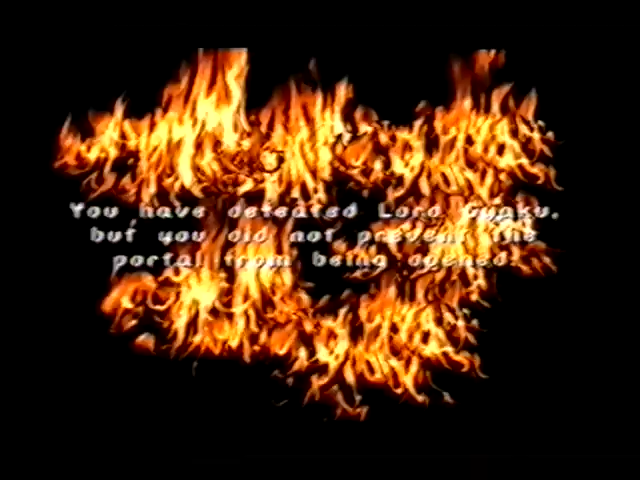 You have defeated Lord Gyaku,
but you did not prevent the
portal from being opened.